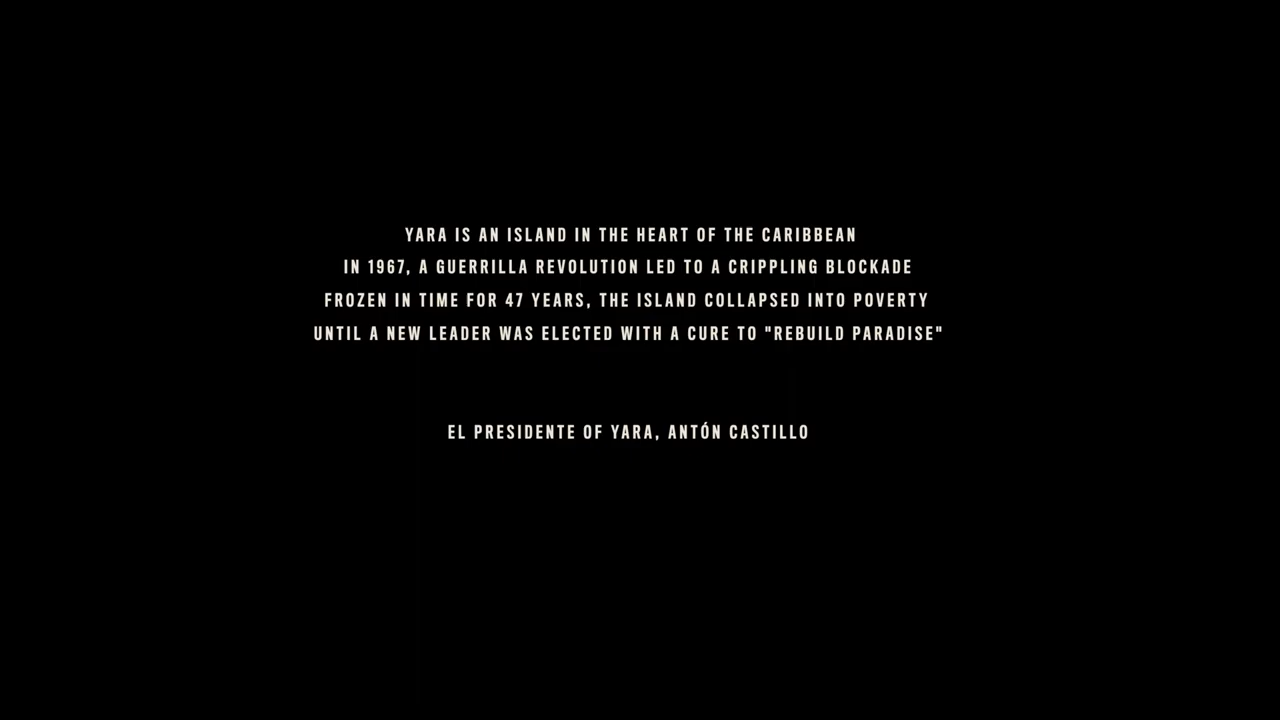 YARA IS AN ISLAND IN THE HEART OF THE CARIBBEAN
IN 1967, A GUERRILLA REVOLUTION LED TO A CRIPPLING BLOCKADE
FROZEN IN TIME FOR 47 YEARS, THE ISLAND COLLAPSED INTO POVERTY
UNTIL A NEW LEADER WAS ELECTED WITH A CURE TO "REBUILD PARADISE"
EL PRESIDENTE OF YARA, ANTÓN CASTILLO